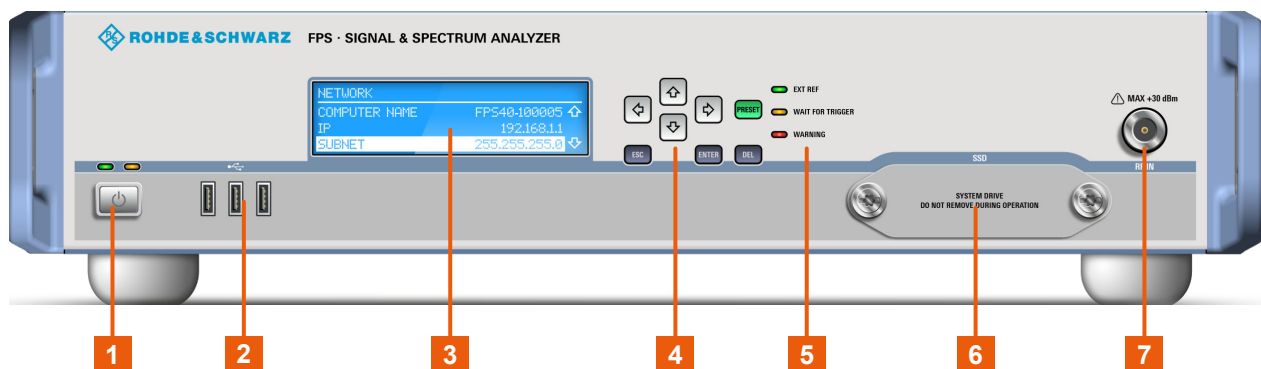 ROHDE&SCHWARZ FPS · SIGNAL & SPECTRUM ANALYZER
NETWORK
COMPUTER NAME FPS40-100005
IP 192.168.1.1
SUBNET 255.255.255.0
PRESET
ESC
ENTER
DEL
EXT REF
WAIT FOR TRIGGER
WARNING
MAX +30 dBm
RF IN
SSD
SYSTEM DRIVE
DO NOT REMOVE DURING OPERATION
1
2
3
4
5
6
7